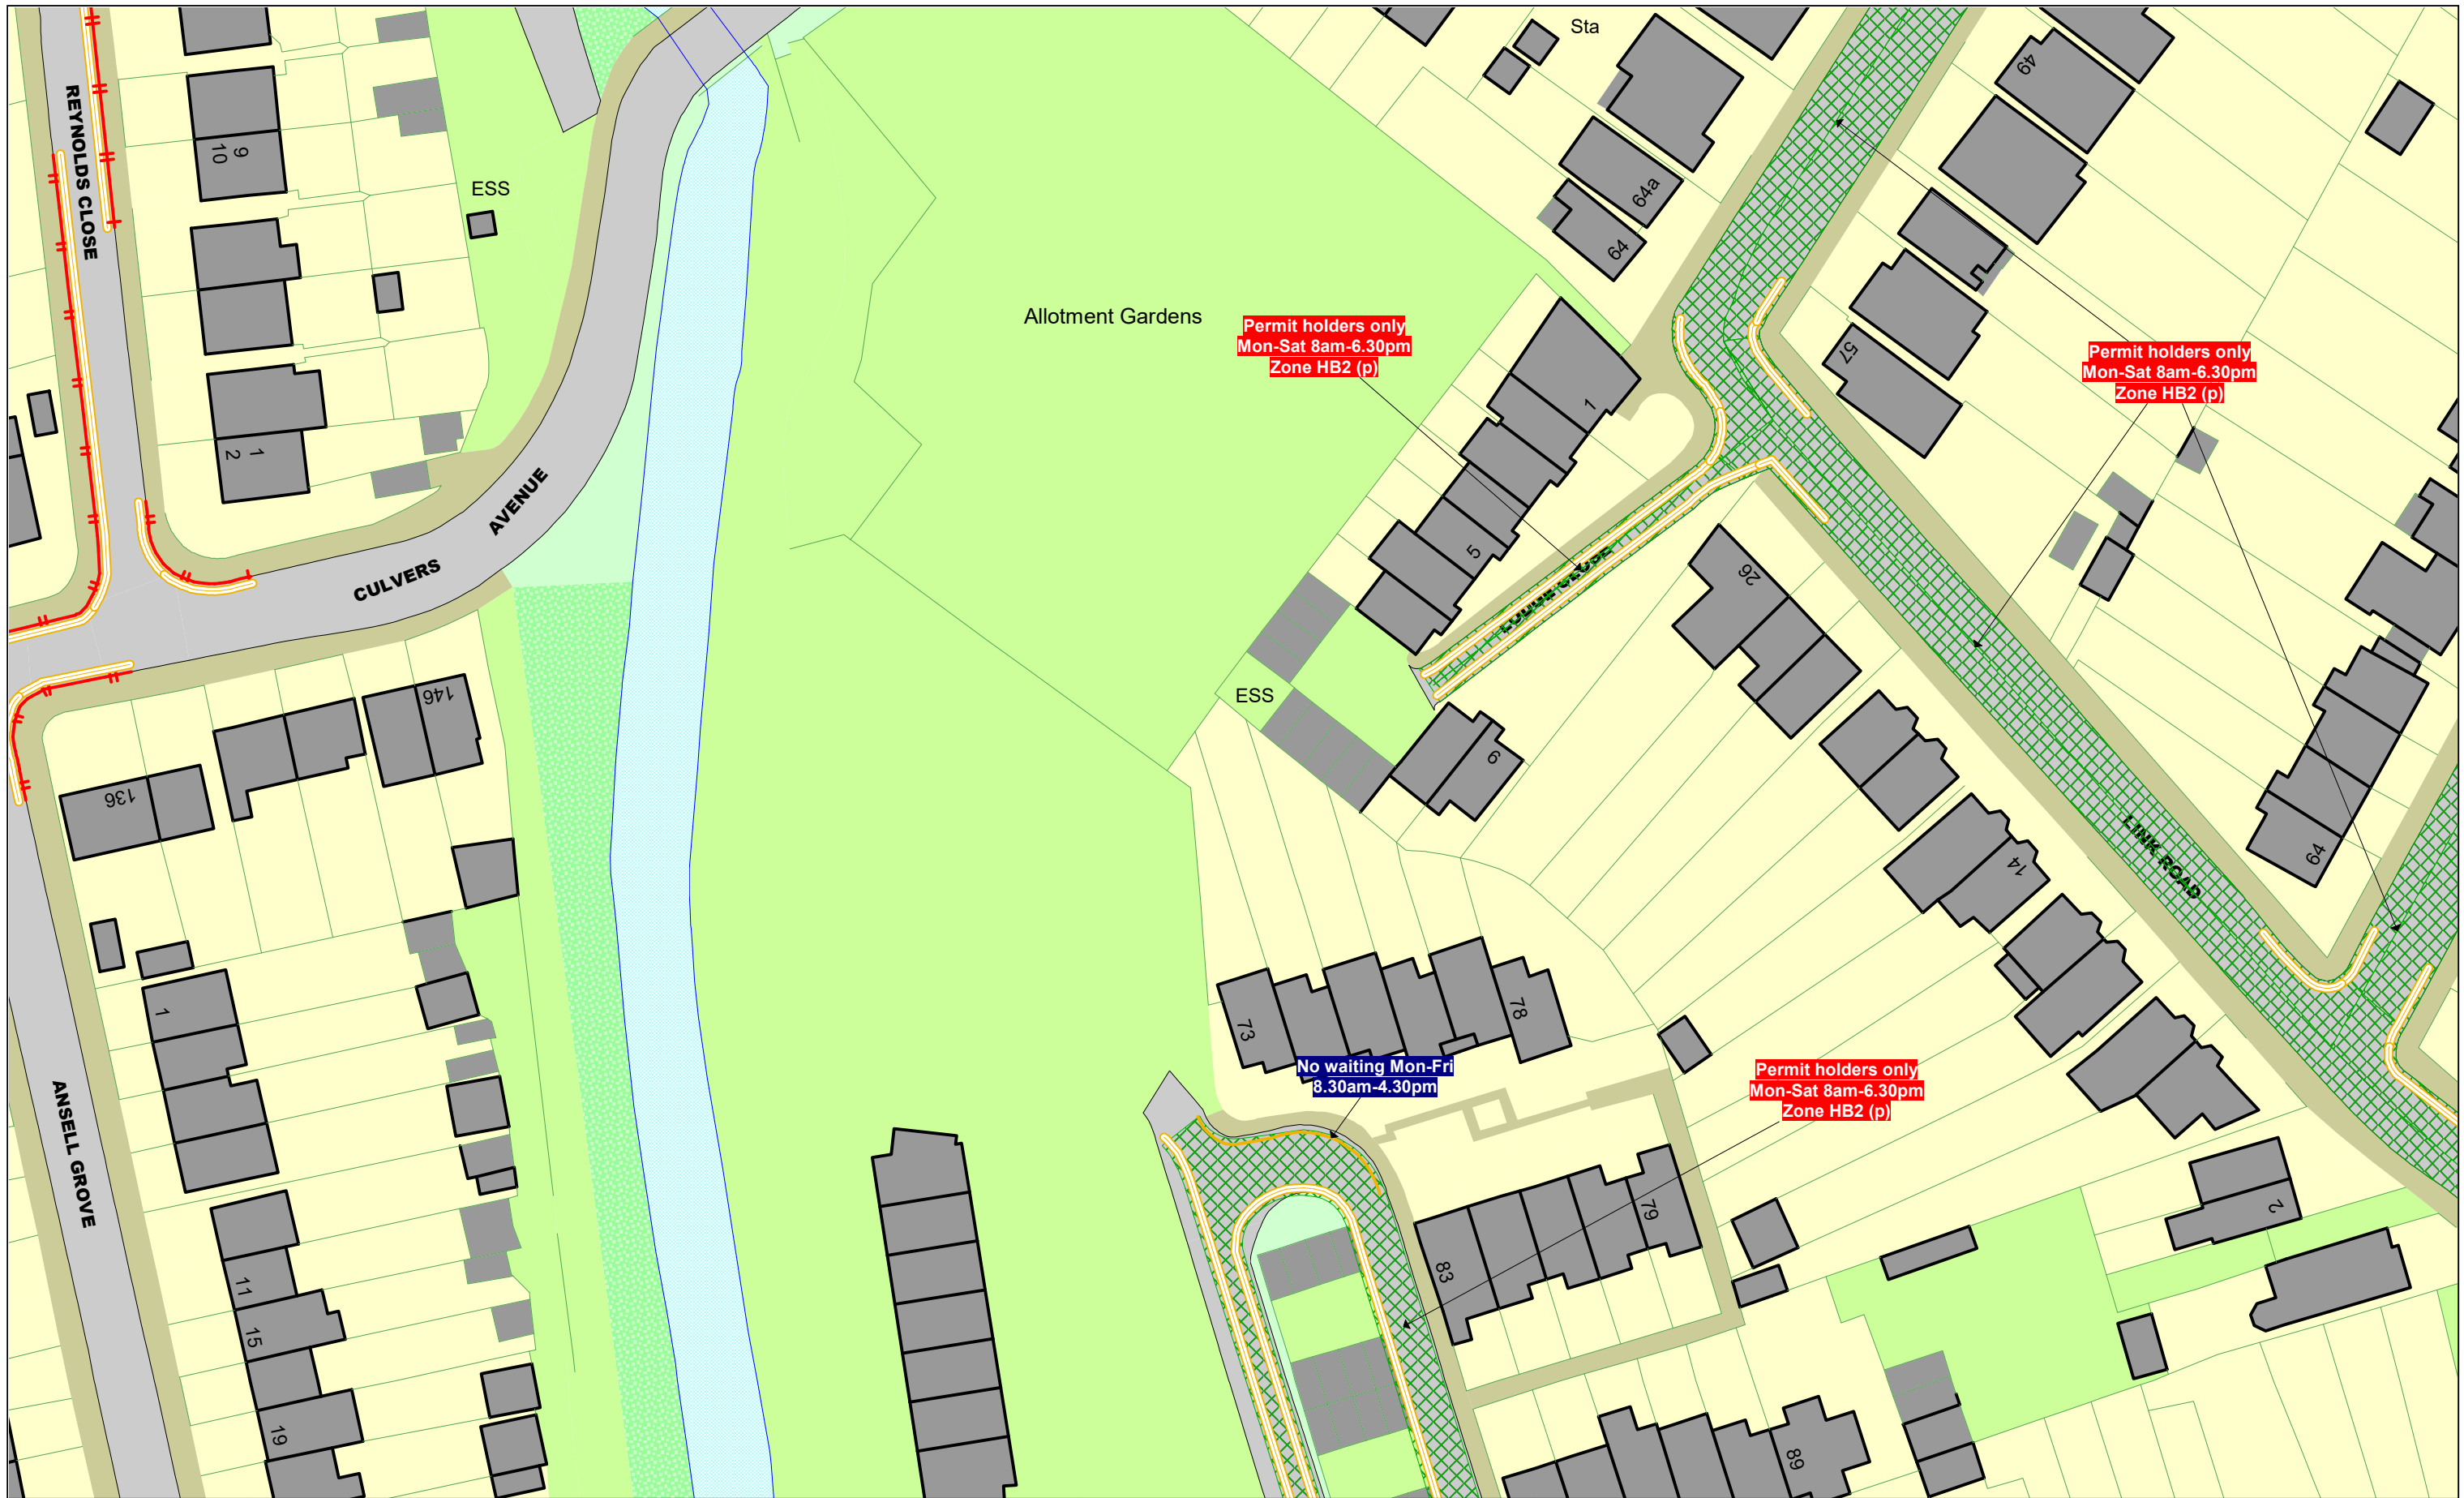 Sta
49
REYNOLDS CLOSE
9
10
ESS
64a
64
Allotment Gardens
Permit holders only
Mon-Sat 8am-6.30pm
Zone HB2 (p)
57
Permit holders only
Mon-Sat 8am-6.30pm
Zone HB2 (p)
1
1
2
AVENUE
CULVERS
5
26
LODGE CLOSE
ESS
146
9
136
14
LINK ROAD
64
1
73
78
No waiting Mon-Fri
8.30am-4.30pm
Permit holders only
Mon-Sat 8am-6.30pm
Zone HB2 (p)
ANSELL GROVE
79
2
83
11
15
19
89